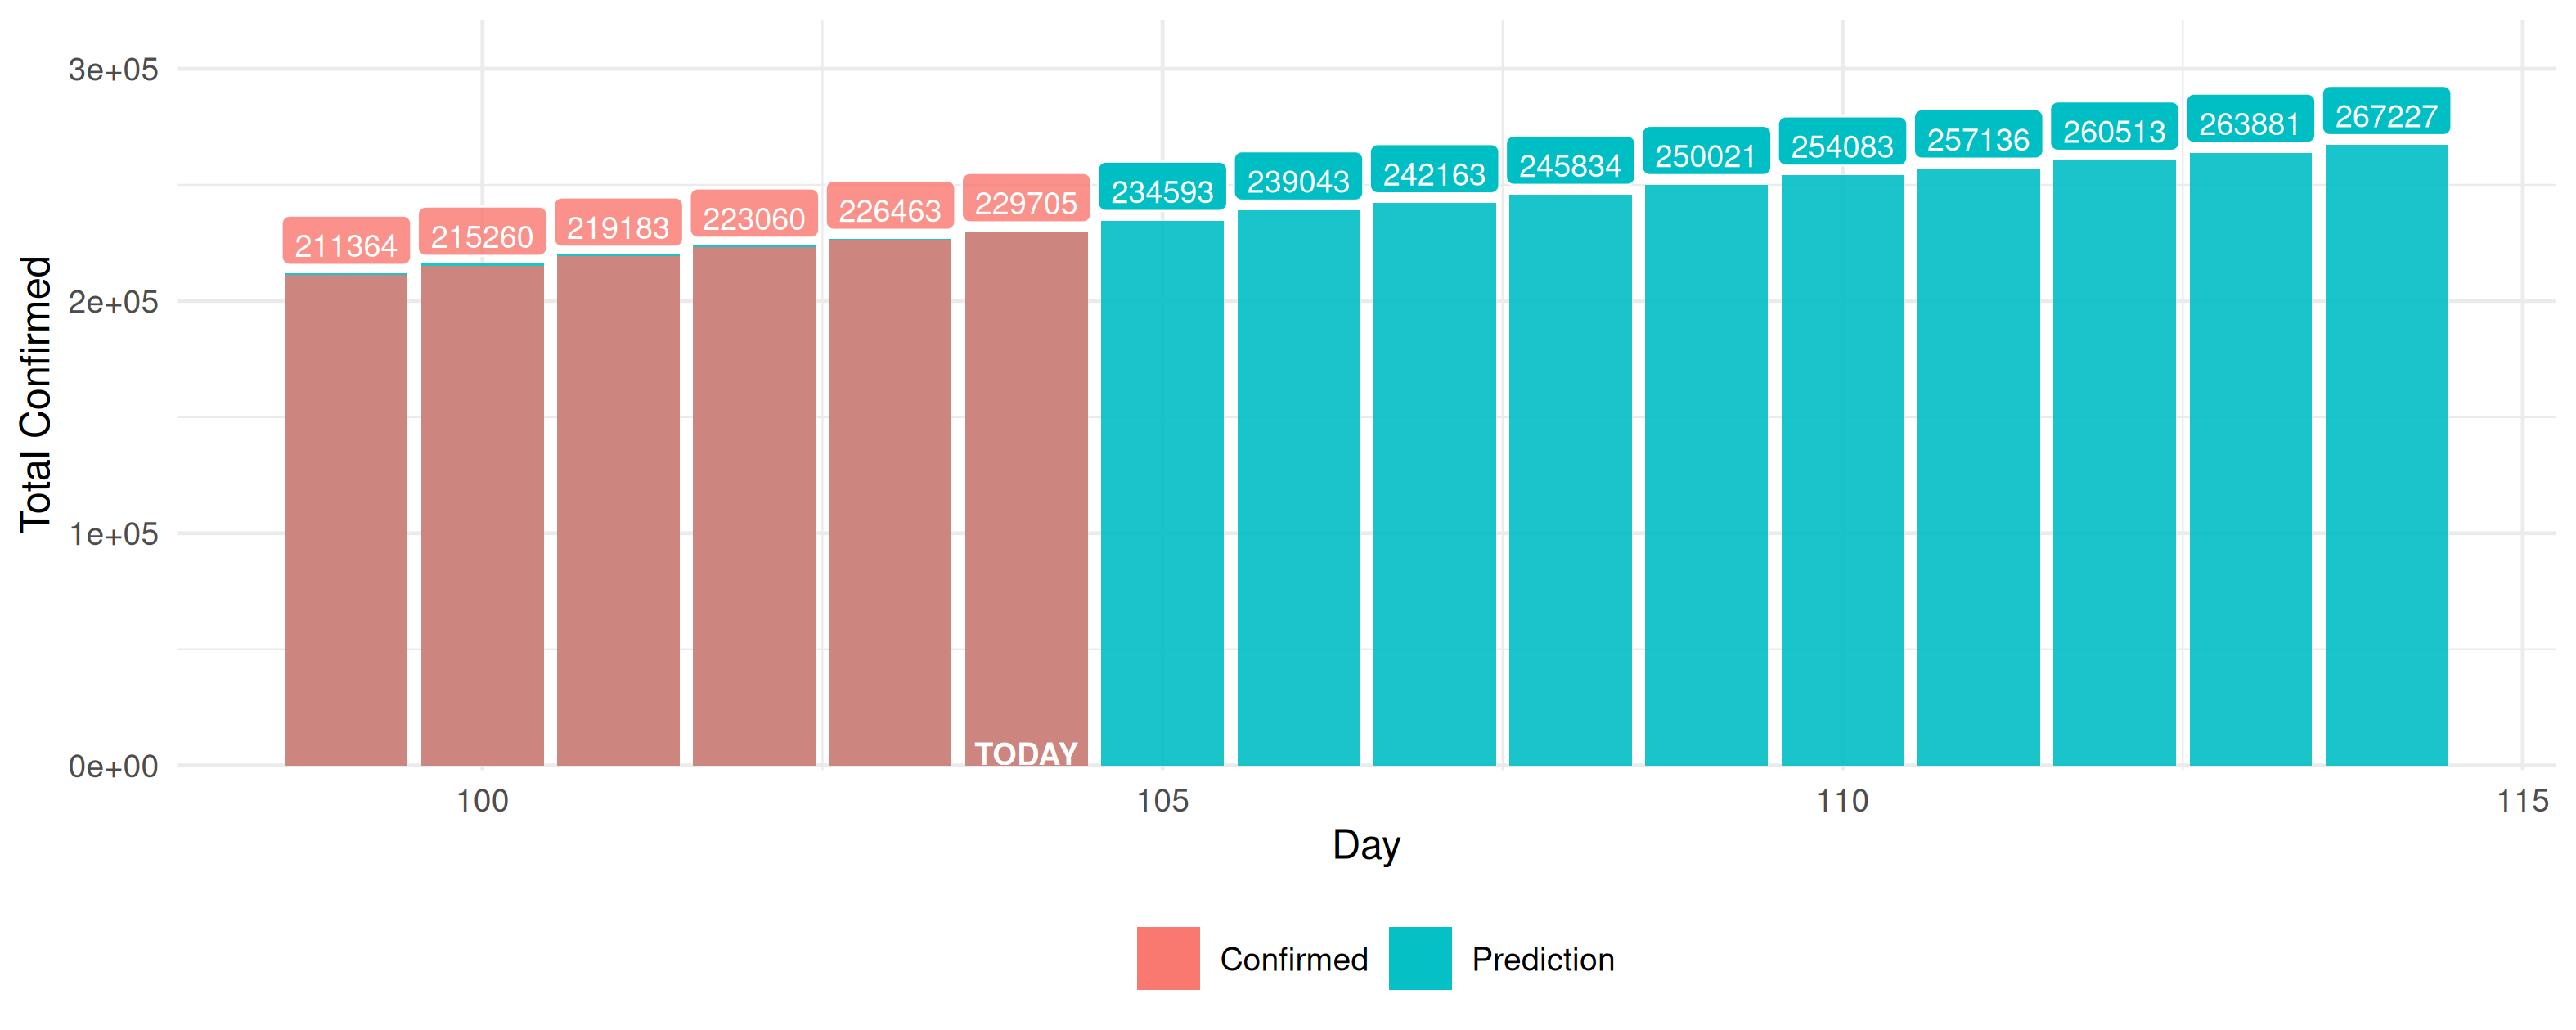 3e+05
2e+05
1e+05
0e+00
Total Confirmed
211364
215260
219183
223060
226463
229705
234593
239043
242163
245834
250021
254083
257136
260513
263881
267227
TODAY
100 105 110 115
Day
Confirmed Prediction